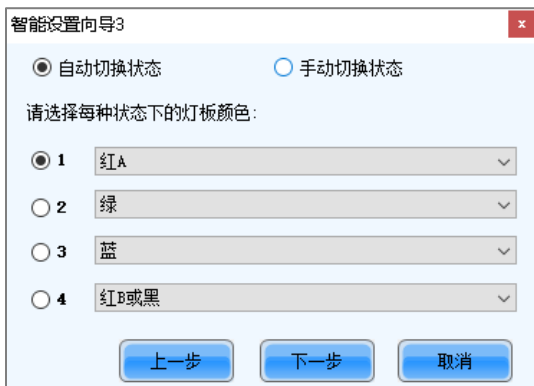 智能设置向导3
自动切换状态 手动切换状态
请选择每种状态下的灯板颜色:
1 红A
2 绿
3 蓝
4 红B或黑
上一步 下一步 取消